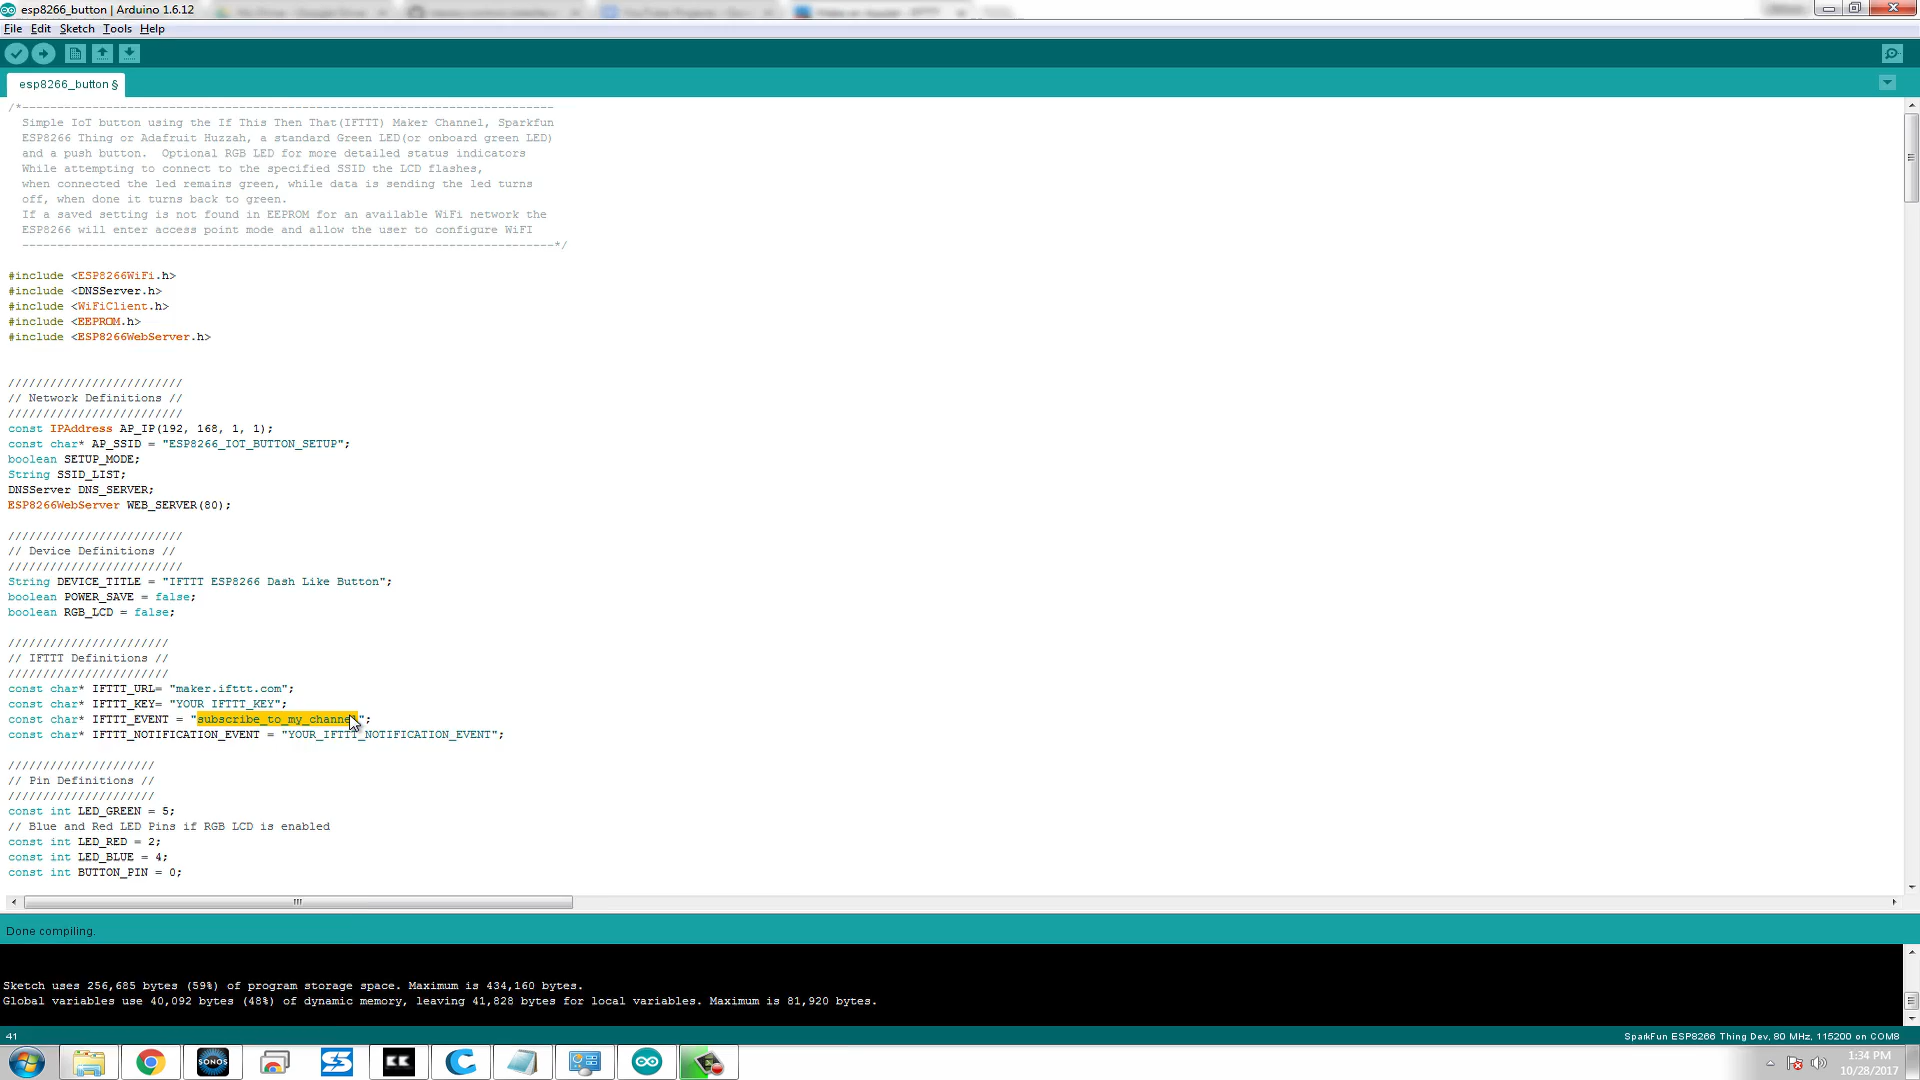 esp8266_button | Arduino 1.6.12
File Edit Sketch Tools Help
esp8266_button §
/*----------------------------------------------------------------------------
Simple IoT button using the If This Then That(IFTTT) Maker Channel, Sparkfun
ESP8266 Thing or Adafruit Huzzah, a standard Green LED(or onboard green LED)
and a push button.  Optional RGB LED for more detailed status indicators
While attempting to connect to the specified SSID the LCD flashes,
when connected the led remains green, while data is sending the led turns
off, when done it turns back to green.
If a saved setting is not found in EEPROM for an available WiFi network the
ESP8266 will enter access point mode and allow the user to configure WiFI
----------------------------------------------------------------------------*/
#include <ESP8266WiFi.h>
#include <DNSServer.h>
#include <WiFiClient.h>
#include <EEPROM.h>
#include <ESP8266WebServer.h>
/////////////////////////
// Network Definitions //
/////////////////////////
const IPAddress AP_IP(192, 168, 1, 1);
const char* AP_SSID = "ESP8266_IOT_BUTTON_SETUP";
boolean SETUP_MODE;
String SSID_LIST;
DNSServer DNS_SERVER;
ESP8266WebServer WEB_SERVER(80);
/////////////////////////
// Device Definitions //
/////////////////////////
String DEVICE_TITLE = "IFTTT ESP8266 Dash Like Button";
boolean POWER_SAVE = false;
boolean RGB_LCD = false;
///////////////////////
// IFTTT Definitions //
///////////////////////
const char* IFTTT_URL= "maker.ifttt.com";
const char* IFTTT_KEY= "YOUR IFTTT_KEY";
const char* IFTTT_EVENT = "subscribe_to_my_channel";
const char* IFTTT_NOTIFICATION_EVENT = "YOUR_IFTTT_NOTIFICATION_EVENT";
/////////////////////
// Pin Definitions //
/////////////////////
const int LED_GREEN = 5;
// Blue and Red LED Pins if RGB LCD is enabled
const int LED_RED = 2;
const int LED_BLUE = 4;
const int BUTTON_PIN = 0;
Done compiling.
Sketch uses 256,685 bytes (59%) of program storage space. Maximum is 434,160 bytes.
Global variables use 40,092 bytes (48%) of dynamic memory, leaving 41,828 bytes for local variables. Maximum is 81,920 bytes.
41
SparkFun ESP8266 Thing Dev, 80 MHz, 115200 on COM8
SONOS
1:34 PM
10/28/2017